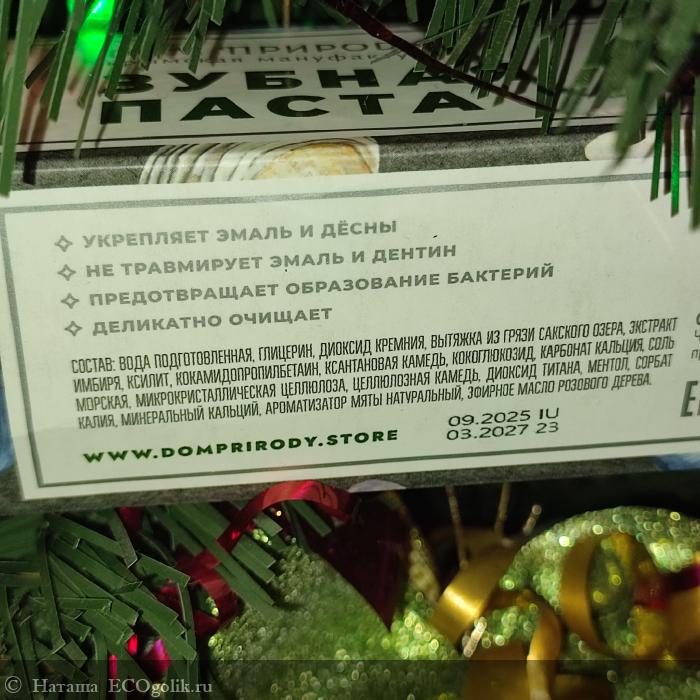 ПРИРОД
мануфак
ЗУБНАЯ
ПАСТА
УКРЕПЛЯЕТ ЭМАЛЬ И ДЁСНЫ
НЕ ТРАВМИРУЕТ ЭМАЛЬ И ДЕНТИН
ПРЕДОТВРАЩАЕТ ОБРАЗОВАНИЕ БАКТЕРИЙ
ДЕЛИКАТНО ОЧИЩАЕТ
СОСТАВ: ВОДА ПОДГОТОВЛЕННАЯ, ГЛИЦЕРИН, ДИОКСИД КРЕМНИЯ, ВЫТЯЖКА ИЗ ГРЯЗИ САКСКОГО ОЗЕРА, ЭКСТРАКТ
ИМБИРЯ, КСИЛИТ, КОКАМИДОПРОПИЛБЕТАИН, КСАНТАНОВАЯ КАМЕДЬ, КОКОГЛЮКОЗИД, КАРБОНАТ КАЛЬЦИЯ, СОЛЬ
МОРСКАЯ, МИКРОКРИСТАЛЛИЧЕСКАЯ ЦЕЛЛЮЛОЗА, ЦЕЛЛЮЛОЗНАЯ КАМЕДЬ, ДИОКСИД ТИТАНА, МЕНТОЛ, СОРБАТ
КАЛИЯ, МИНЕРАЛЬНЫЙ КАЛЬЦИЙ, АРОМАТИЗАТОР МЯТЫ НАТУРАЛЬНЫЙ, ЭФИРНОЕ МАСЛО РОЗОВОГО ДЕРЕВА.
WWW.DOMPRIRODY.STORE
09.2025 IU
03.2027 23
© Наташа ECOgolik.ru